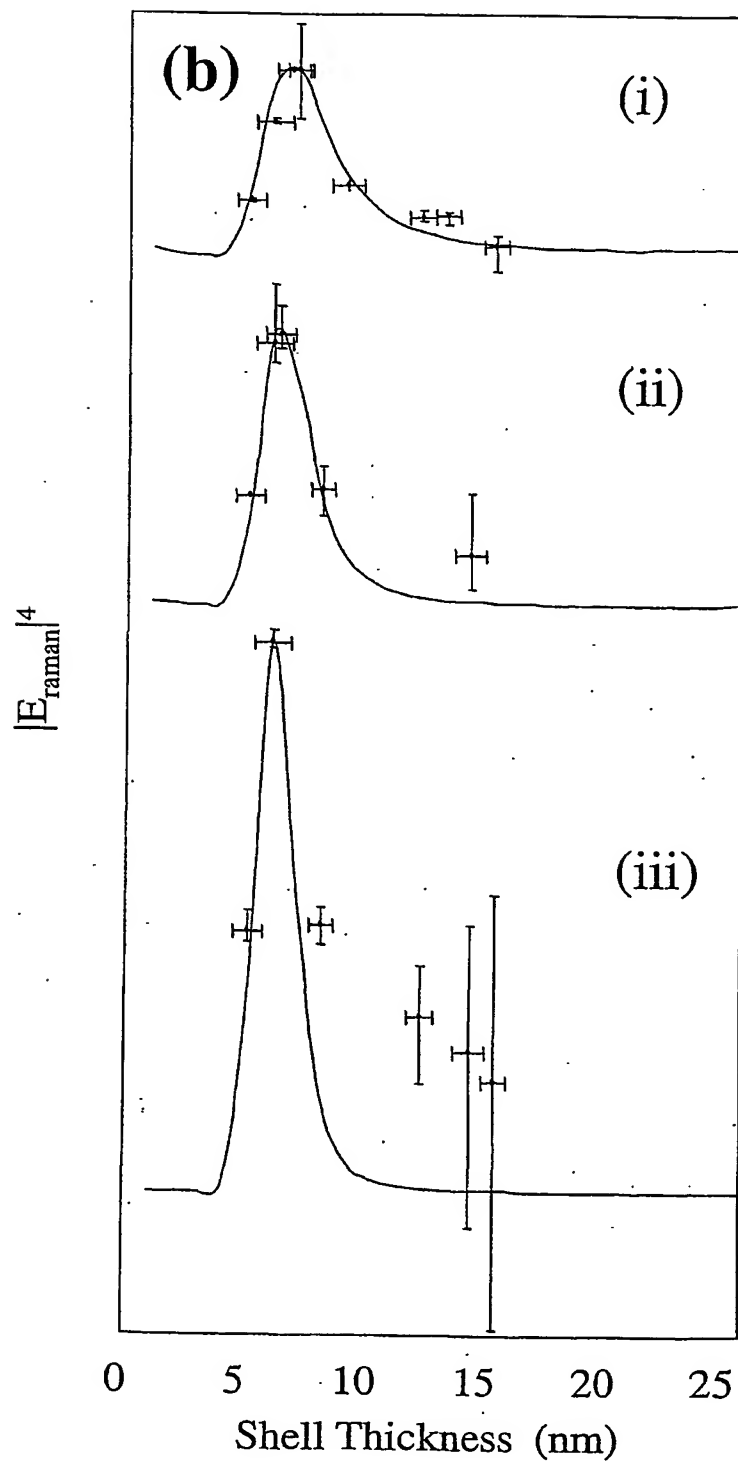 (b)
(i)
(ii)
(iii)
|E_raman|^4
0 5 10 15 20 25
Shell Thickness (nm)